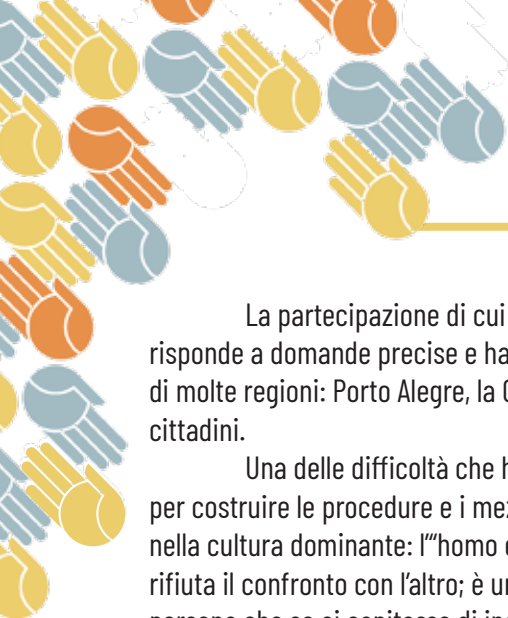 La partecipazione di cui
risponde a domande precise e ha
di molte regioni: Porto Alegre, la
cittadini.
Una delle difficoltà che
per costruire le procedure e i
nella cultura dominante: l'"homo
rifiuta il confronto con l'altro; è